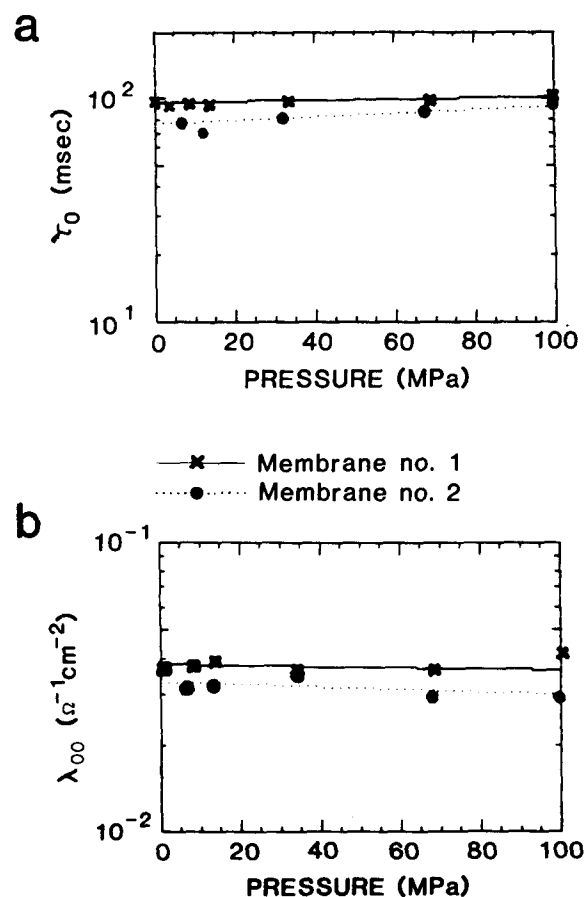 a
10²
τ₀ (msec)
10¹
0 20 40 60 80 100
PRESSURE (MPa)
Membrane no. 1
Membrane no. 2
b
10⁻¹
λ₀₀ (Ω⁻¹cm⁻²)
10⁻²
0 20 40 60 80 100
PRESSURE (MPa)